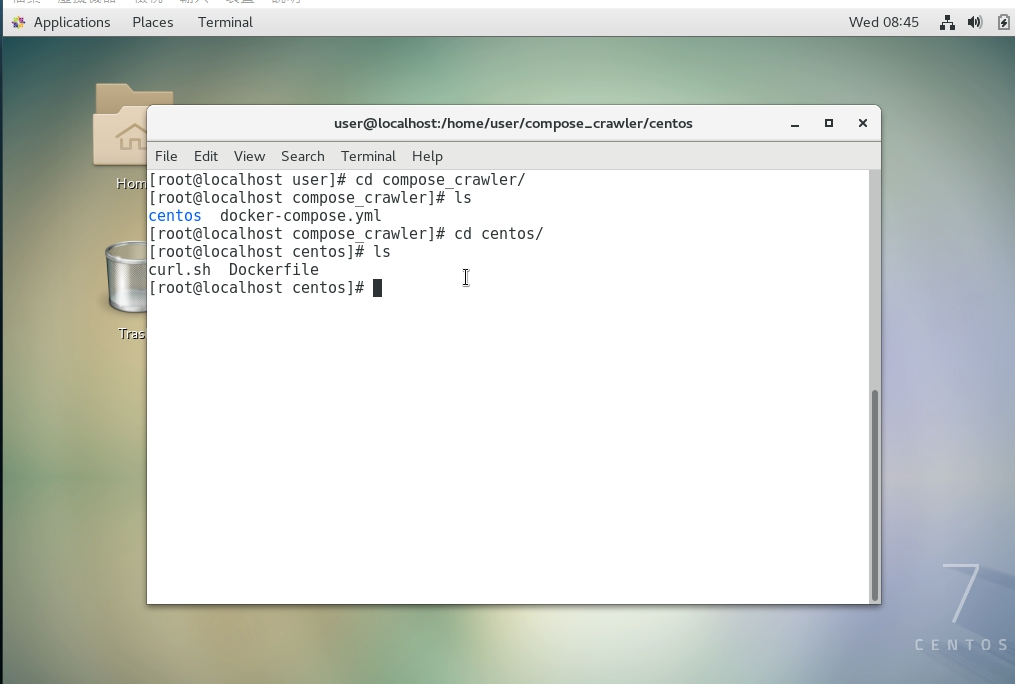 Applications Places Terminal Wed 08:45
user@localhost:/home/user/compose_crawler/centos
File Edit View Search Terminal Help
[root@localhost user]# cd compose_crawler/
[root@localhost compose_crawler]# ls
centos  docker-compose.yml
[root@localhost compose_crawler]# cd centos/
[root@localhost centos]# ls
curl.sh  Dockerfile
[root@localhost centos]#
7
CENTOS